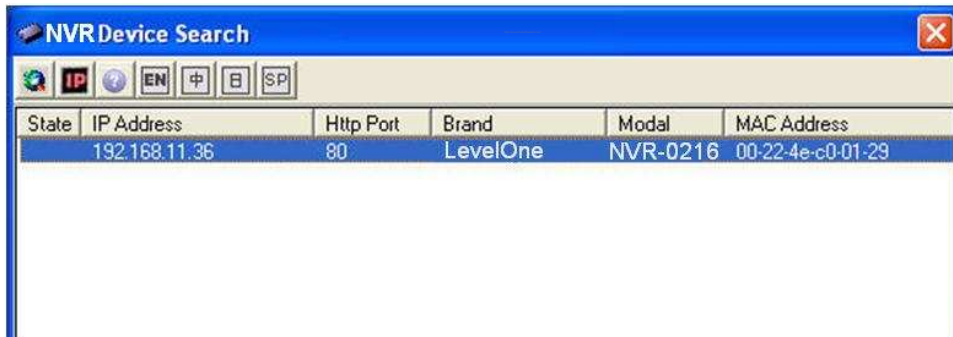 NVR Device Search
IP ? EN 中 日 SP
State IP Address Http Port Brand Modal MAC Address
192.168.11.36 80 LevelOne NVR-0216 00-22-4e-c0-01-29